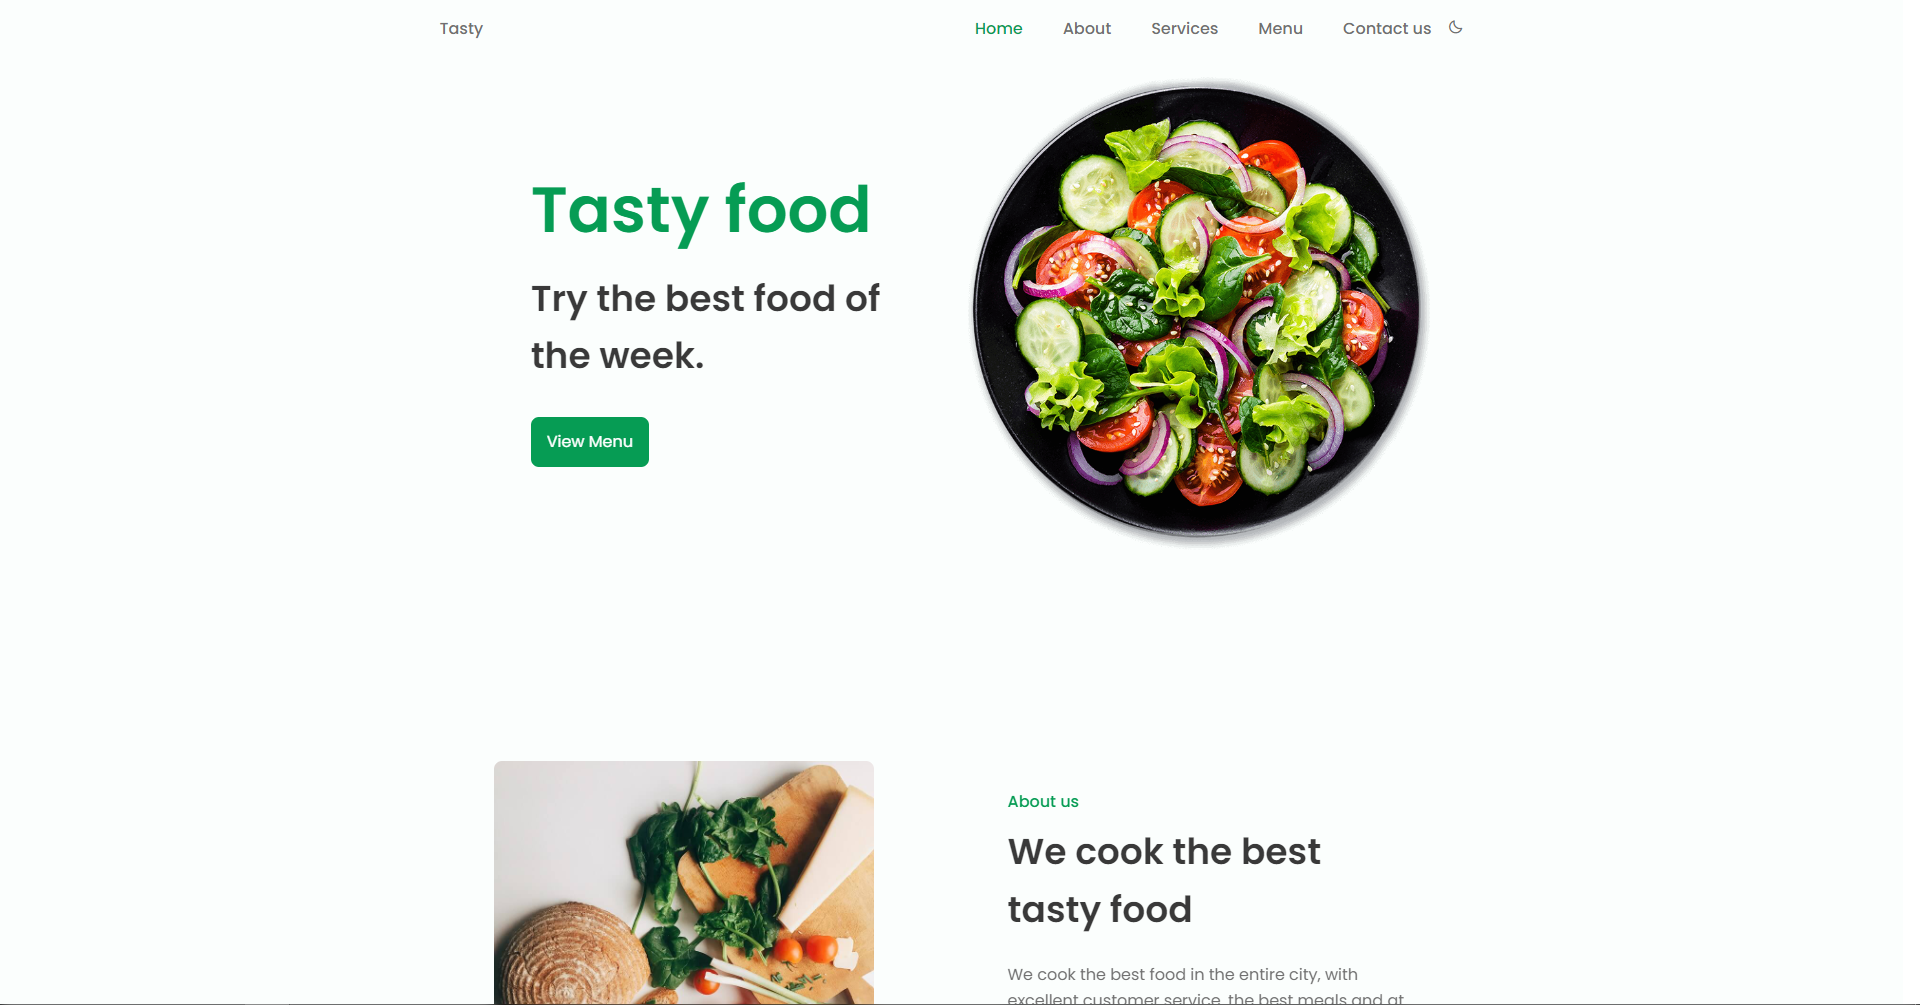 Tasty
Home About Services Menu Contact us
Tasty food
Try the best food of
the week.
View Menu
About us
We cook the best
tasty food
We cook the best food in the entire city, with
excellent customer service, the best meals and at